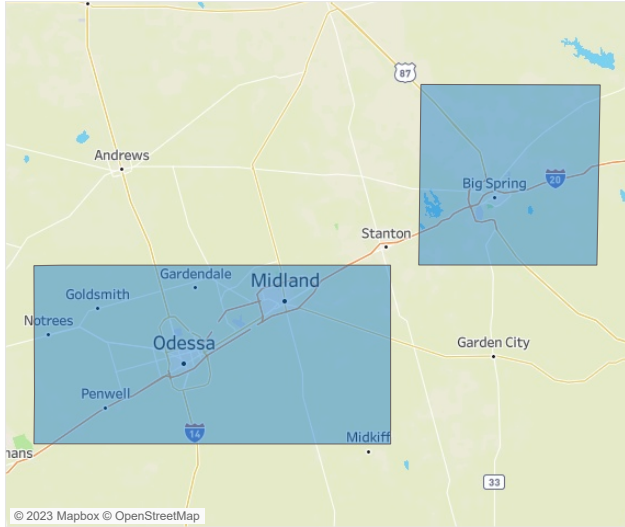 87
Andrews
Big Spring
20
Stanton
Gardendale
Midland
Goldsmith
Notrees
Odessa
Garden City
Penwell
14
Midkiff
nans
33
© 2023 Mapbox © OpenStreetMap